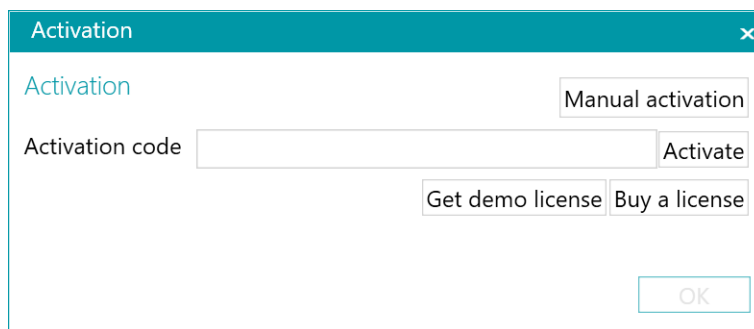 Activation
Activation
Manual activation
Activation code
Activate
Get demo license
Buy a license
OK